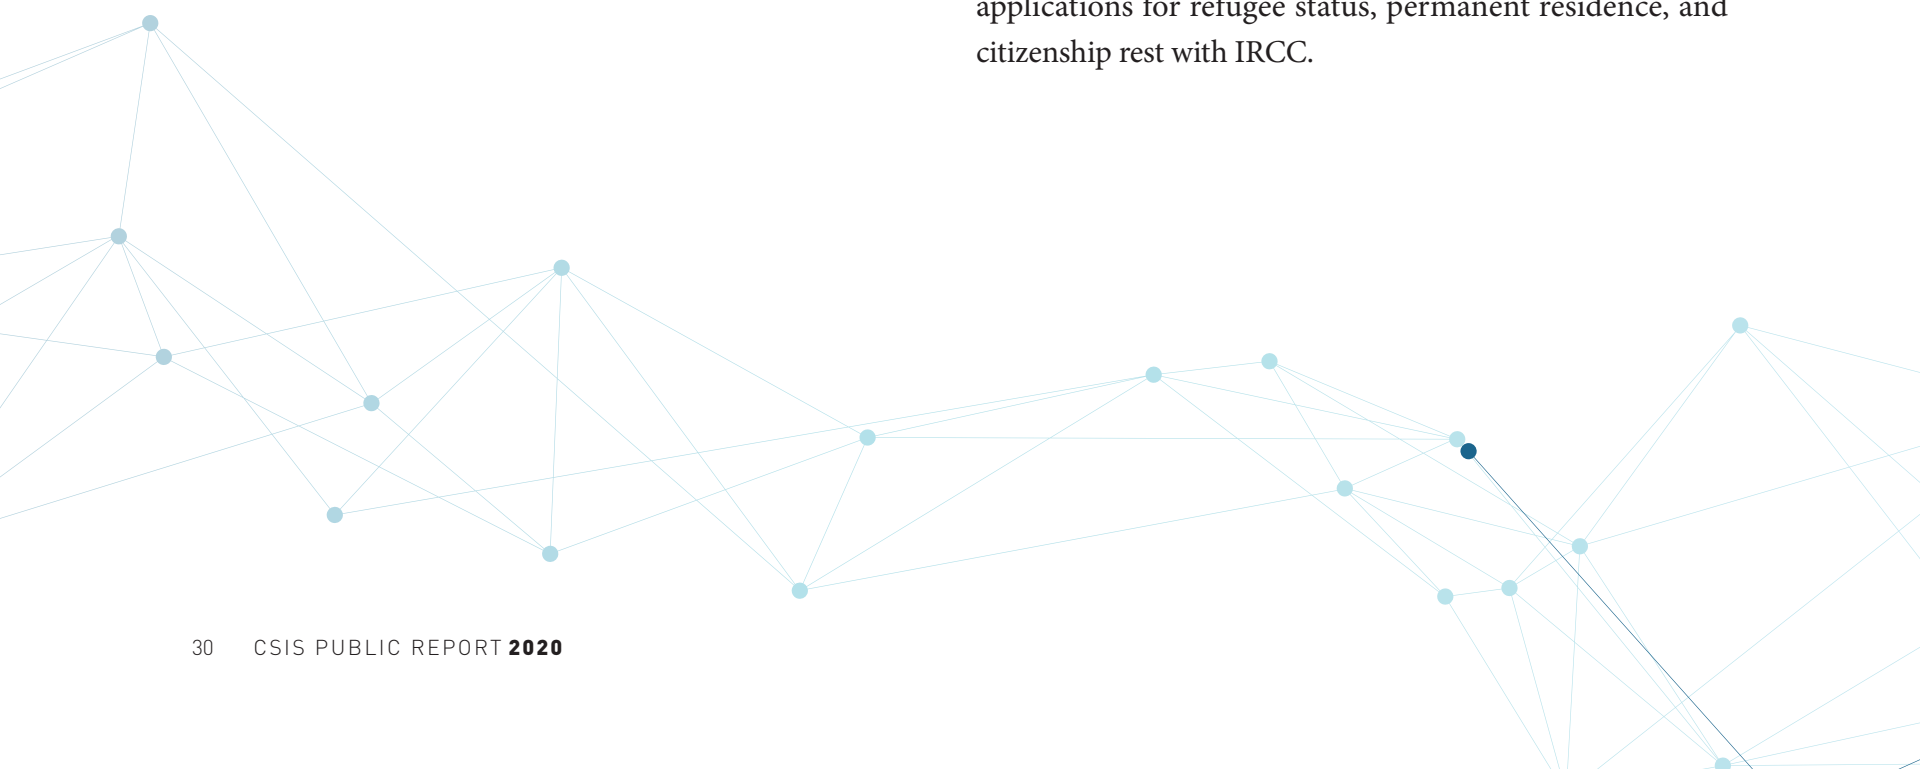 applications for refugee status, permanent residence, and
citizenship rest with IRCC.
30 CSIS PUBLIC REPORT 2020